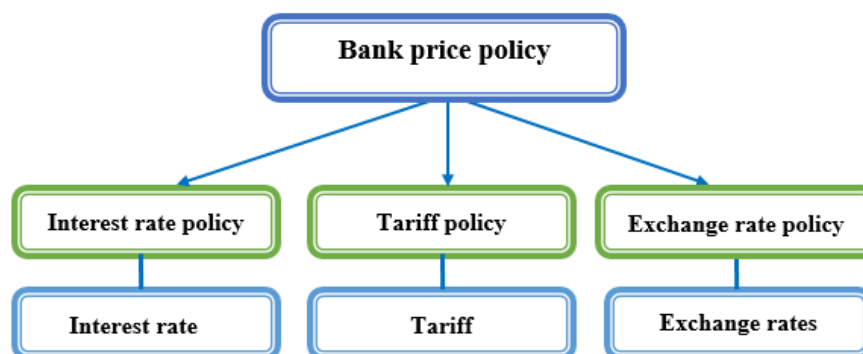 Bank price policy
Interest rate policy
Tariff policy
Exchange rate policy
Interest rate
Tariff
Exchange rates